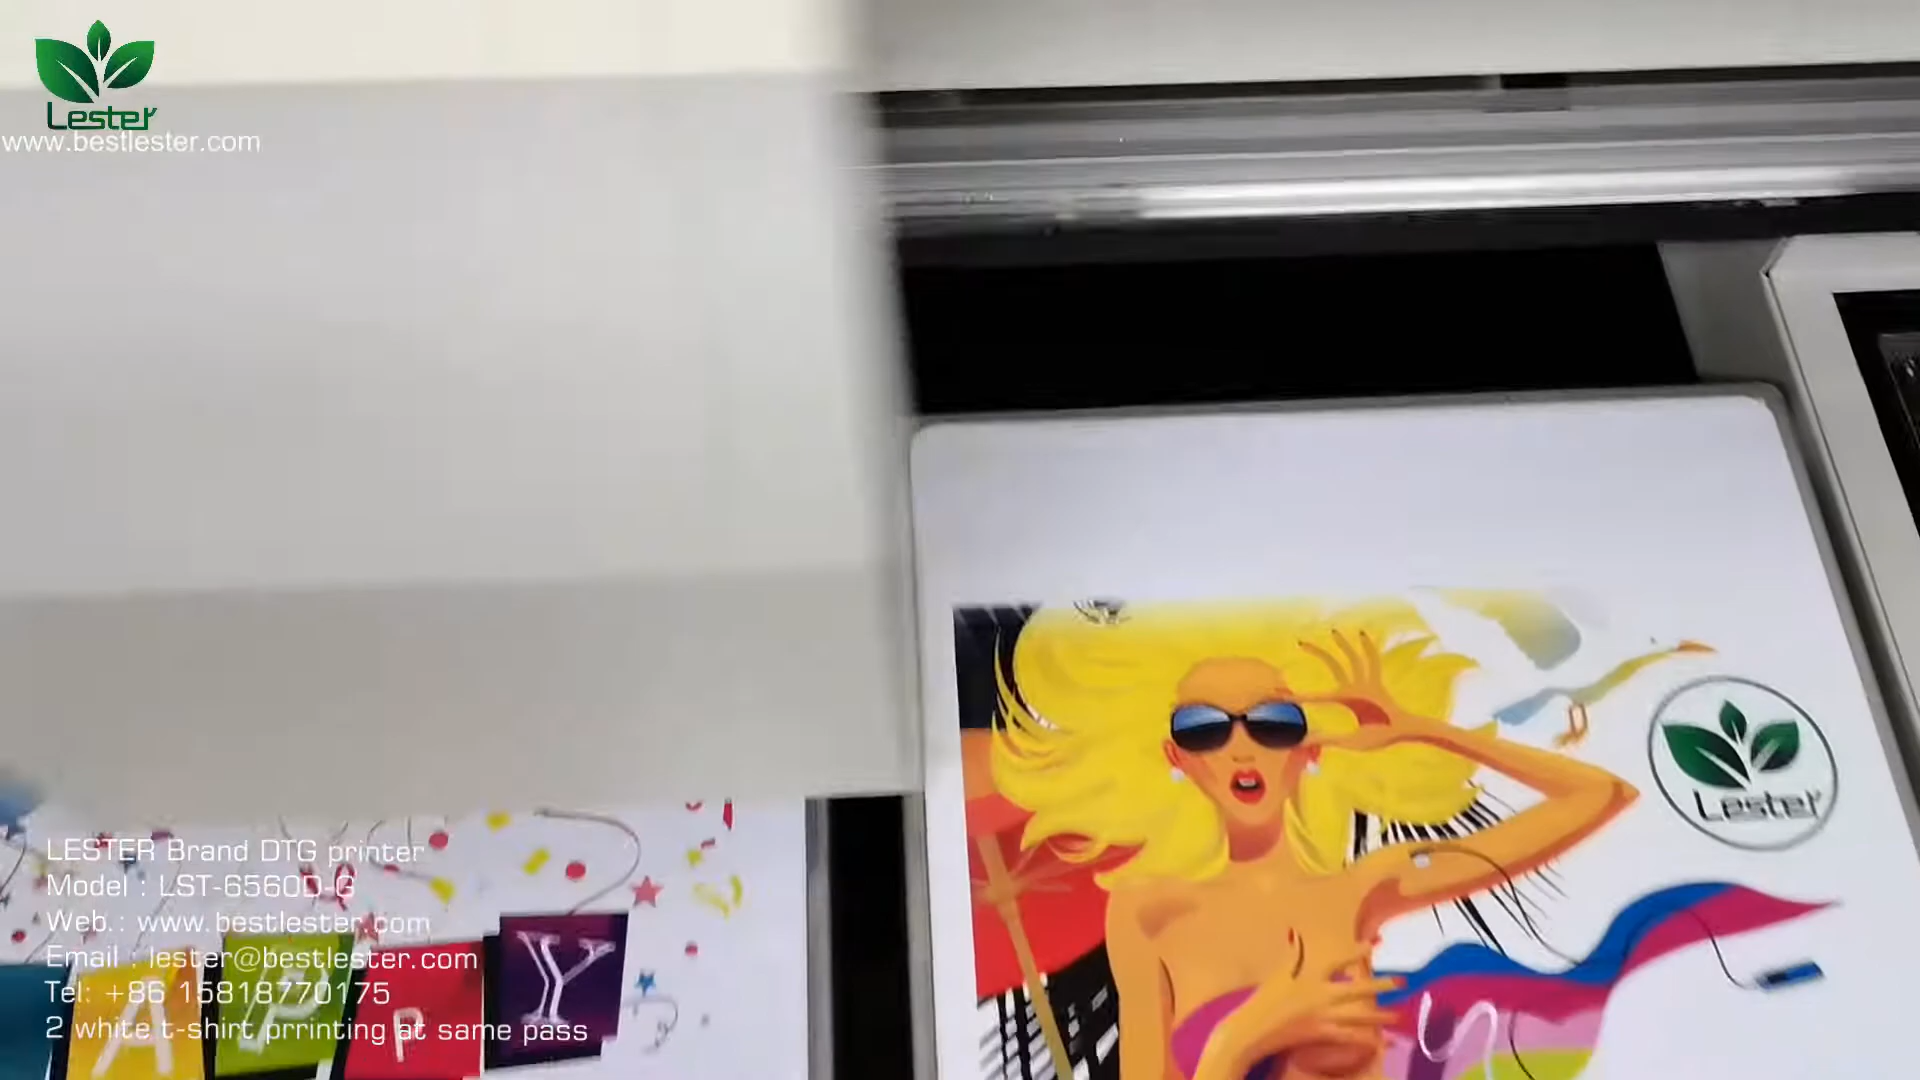 Lester
www.bestlester.com
Lester
LESTER Brand DTG printer
Model : LST-6560D-G
Web.: www.bestlester.com
Email : lester@bestlester.com
Tel: +86 15818770175
2 white t-shirt prrinting at same pass
A P P Y